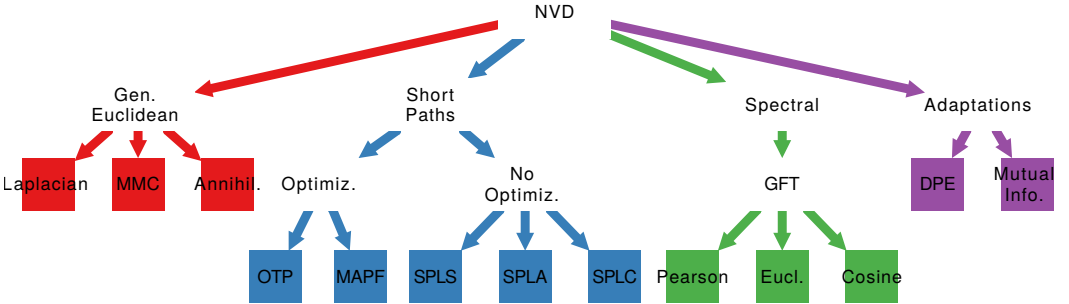 NVD
Gen.
Euclidean
Short
Paths
Spectral
Adaptations
Laplacian
MMC
Annihil.
Optimiz.
No
Optimiz.
GFT
DPE
Mutual
Info.
OTP
MAPF
SPLS
SPLA
SPLC
Pearson
Eucl.
Cosine